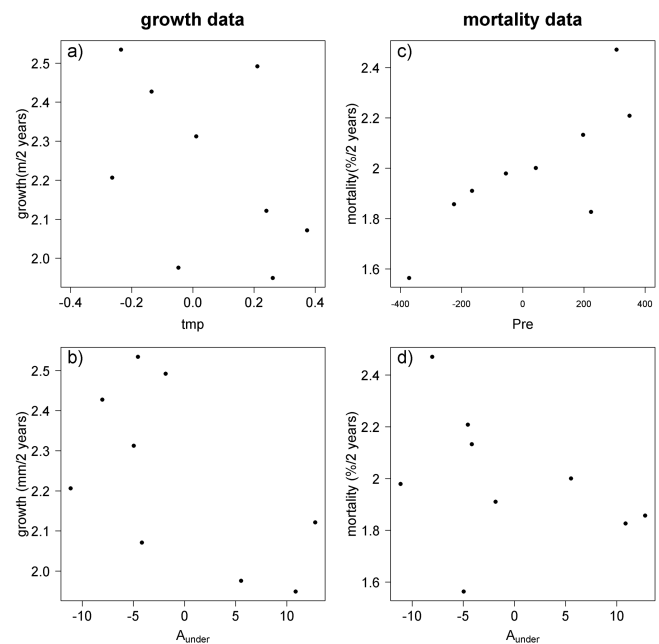 growth data
mortality data
a)
growth(m/2 years)
2.5
2.4
2.3
2.2
2.1
2.0
-0.4 -0.2 0.0 0.2 0.4
tmp
c)
mortality(%/2 years)
2.4
2.2
2
1.8
1.6
-400 -200 0 200 400
Pre
b)
growth (mm/2 years)
2.5
2.4
2.3
2.2
2.1
2.0
-10 -5 0 5 10
Aunder
d)
mortality (%/2 years)
2.4
2.2
2
1.8
1.6
-10 -5 0 5 10
Aunder